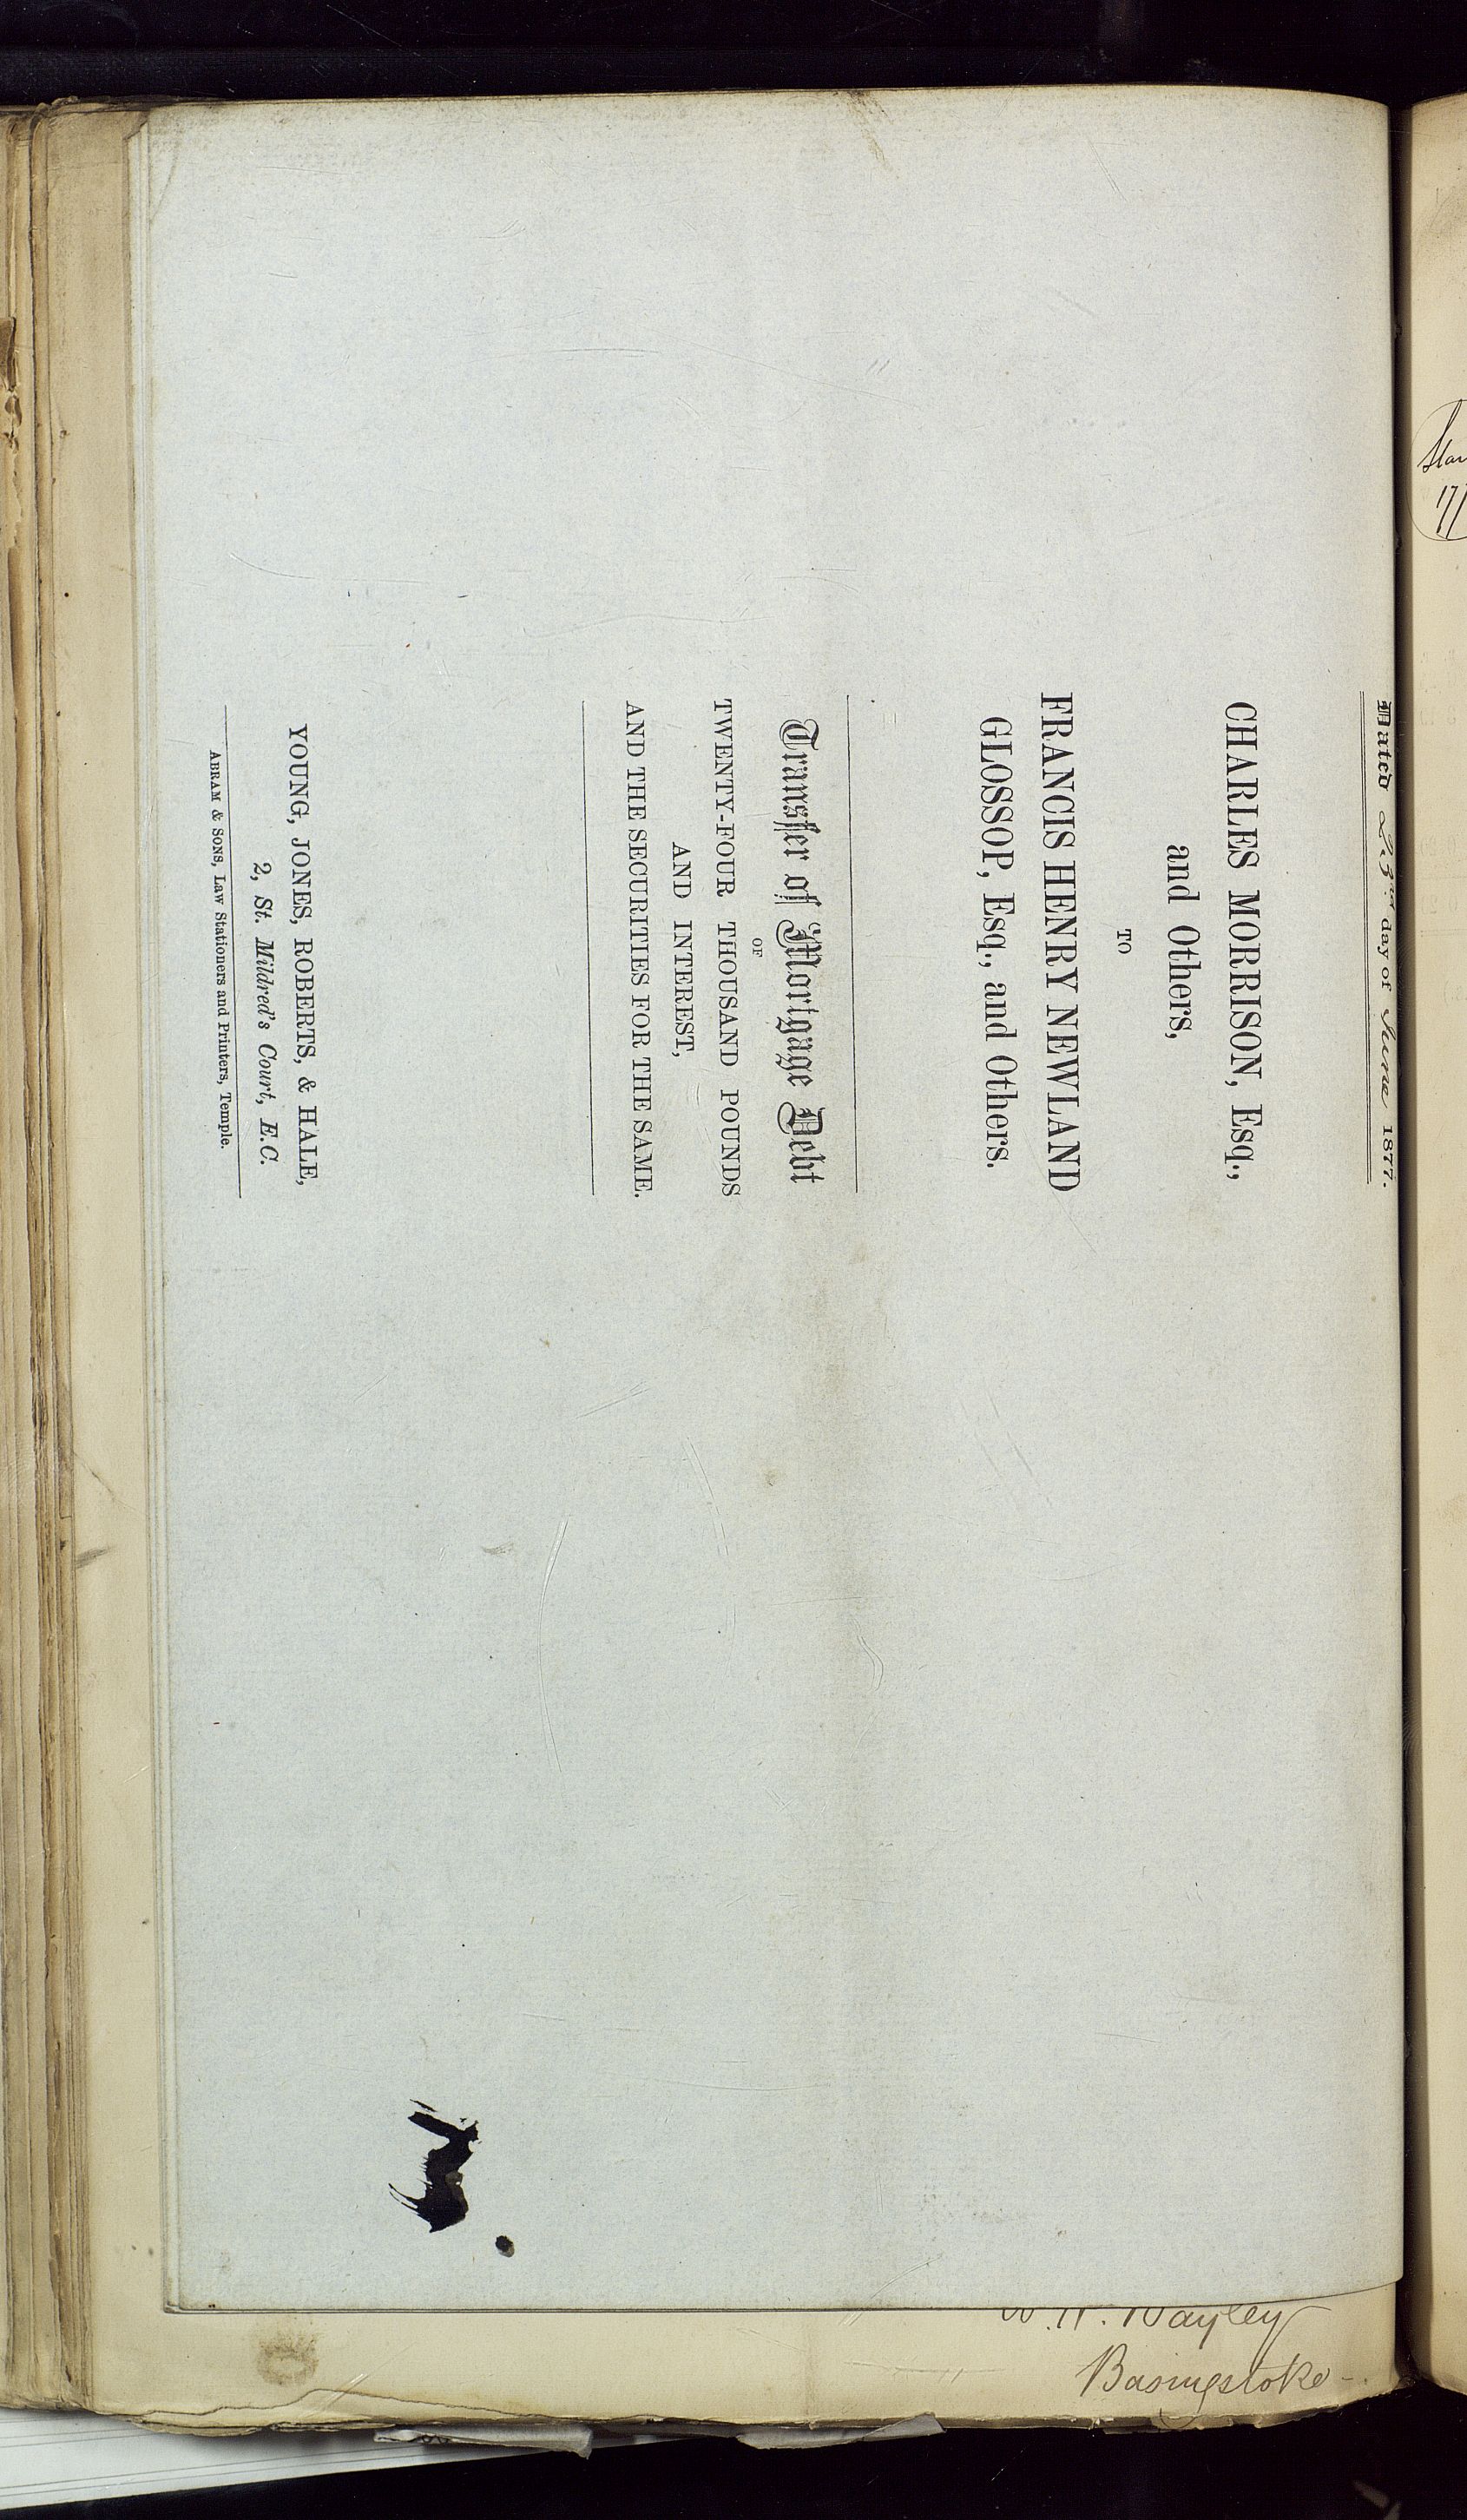 Dated 23rd day of June 1877.
CHARLES MORRISON, Esq.,
and Others,
TO
FRANCIS HENRY NEWLAND
GLOSSOP, Esq., and Others.
Transfer of Mortgage Debt
OF
TWENTY-FOUR THOUSAND POUNDS
AND INTEREST,
AND THE SECURITIES FOR THE SAME.
YOUNG, JONES, ROBERTS, & HALE,
2, St. Mildred's Court, E.C.
ABRAM & SONS, Law Stationers and Printers, Temple.
Bayley
Basingstoke